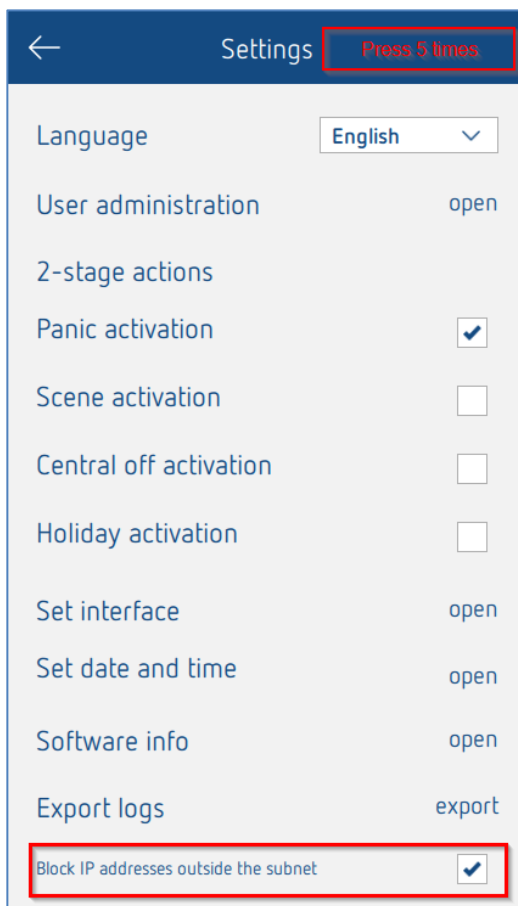 Settings Press 5 times
Language English
User administration open
2-stage actions
Panic activation
Scene activation
Central off activation
Holiday activation
Set interface open
Set date and time open
Software info open
Export logs export
Block IP addresses outside the subnet